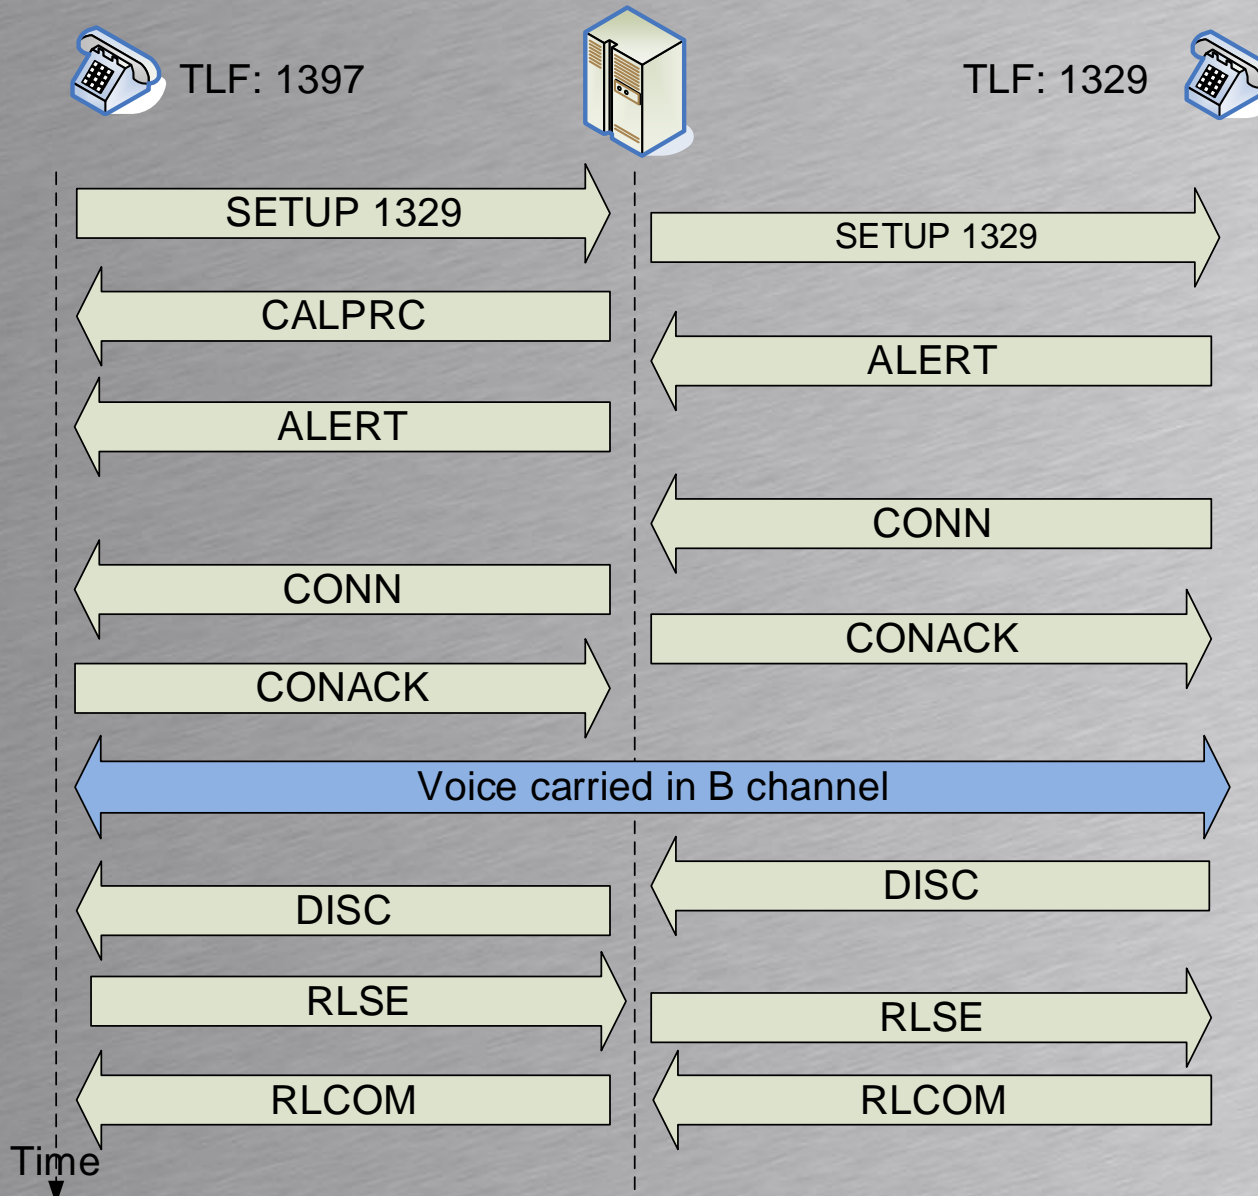 TLF: 1397
TLF: 1329
SETUP 1329
SETUP 1329
CALPRC
ALERT
ALERT
CONN
CONN
CONACK
CONACK
Voice carried in B channel
DISC
DISC
RLSE
RLSE
RLCOM
RLCOM
Time